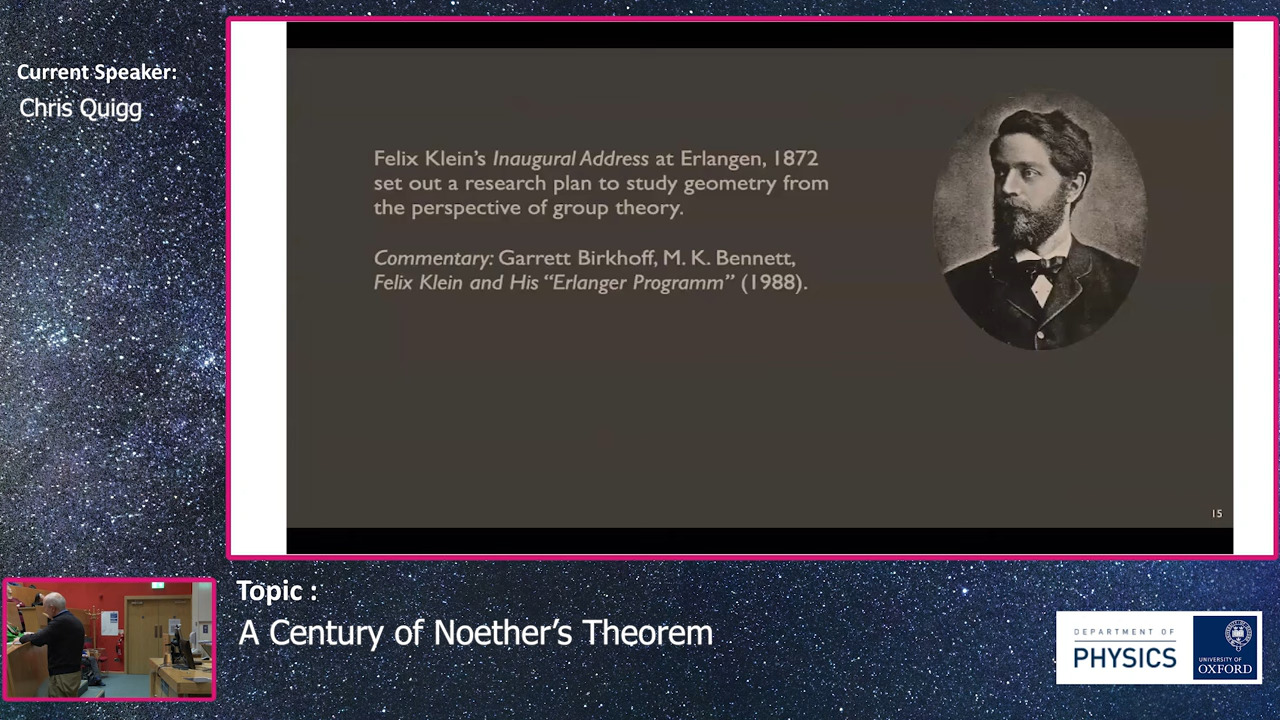 Current Speaker:
Chris Quigg .
Felix Klein's Inaugural Address at Erlangen, 1872
set out a research plan to study geometry from
the perspective of group theory.
Commentary: Garrett Birkhoff, M. K. Bennett,
Felix Klein and His “Erlanger Programm” (1988).
15
Topic :
A Century of Noether's Theorem
DEPARTMENT OF
PHYSICS
UNIVERSITY OF
OXFORD